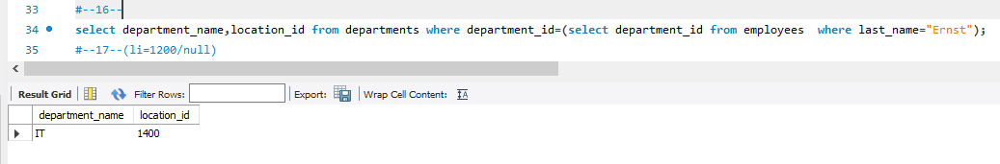 33 #--16--
34 select department_name,location_id from departments where department_id=(select department_id from employees  where last_name="Ernst");
35 #--17--(li=1200/null)
Result Grid Filter Rows: Export: Wrap Cell Content: IA
department_name location_id
IT 1400